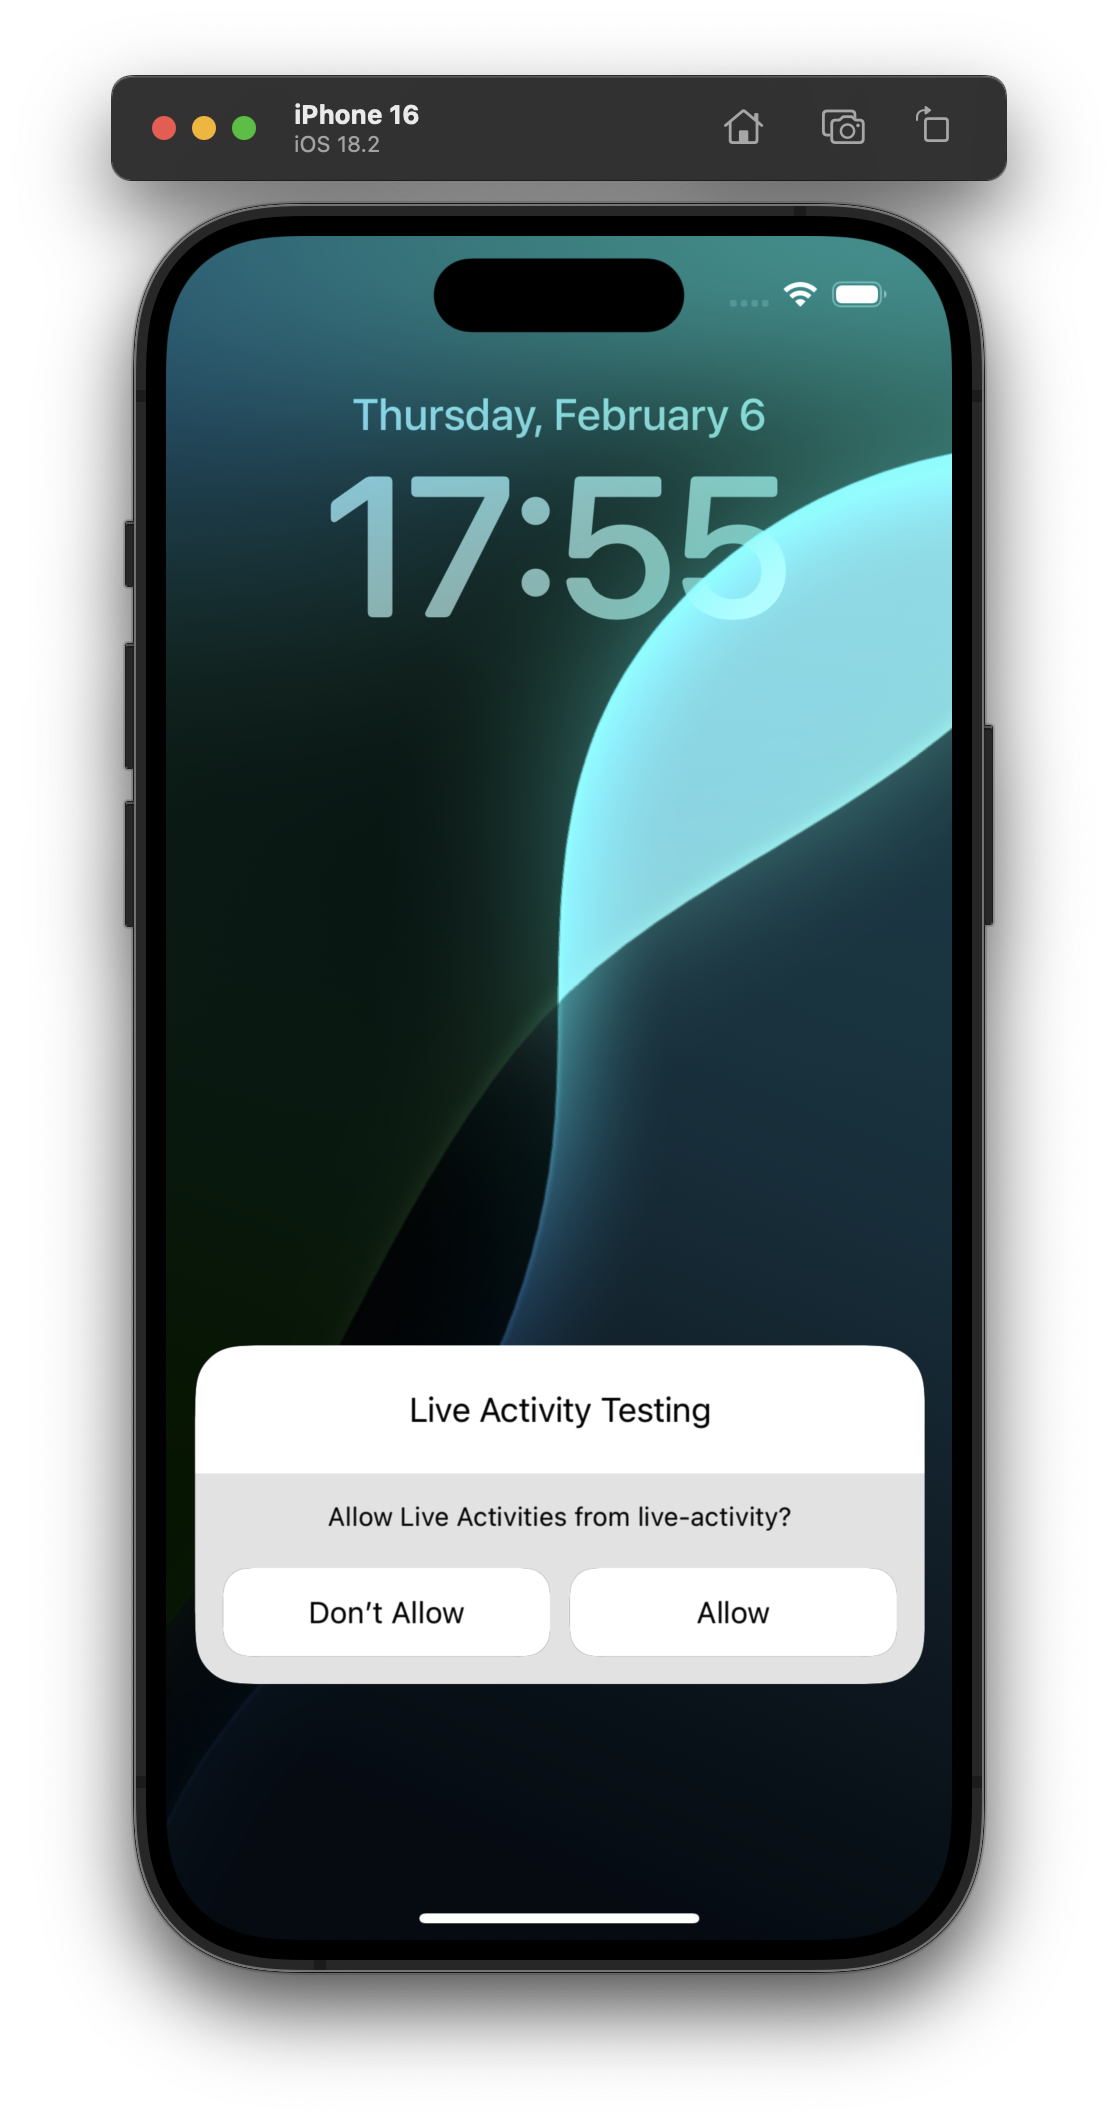 iPhone 16
iOS 18.2
Thursday, February 6
17:55
Live Activity Testing
Allow Live Activities from live-activity?
Don’t Allow
Allow